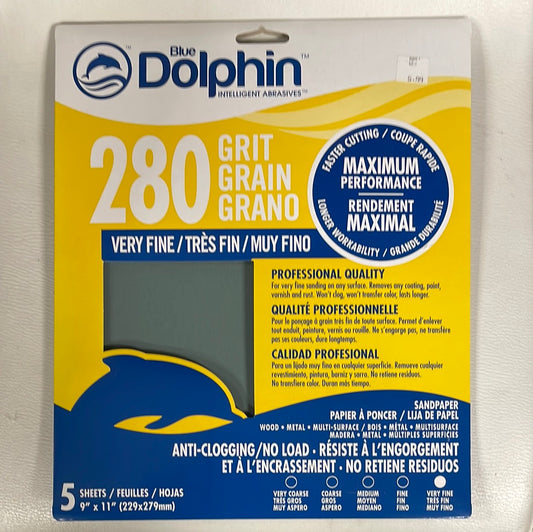 Blue
Dolphin™
INTELLIGENT ABRASIVES™
280
GRIT
GRAIN
GRANO
FASTER CUTTING / COUPE RAPIDE
MAXIMUM
PERFORMANCE
RENDEMENT
MAXIMAL
LONGER WORKABILITY / GRANDE DURABILITÉ
VERY FINE / TRÈS FIN / MUY FINO
PROFESSIONAL QUALITY
For very fine sanding on any surface. Removes any coating, paint,
varnish and rust. Won't clog, won't transfer color, lasts longer.
QUALITÉ PROFESSIONNELLE
Pour le ponçage à grain très fin de toute surface. Permet d'enlever
tout enduit, peinture, vernis ou rouille. Ne s'engorge pas, ne transfère
pas ses couleurs, dure longtemps.
CALIDAD PROFESIONAL
Para un lijado muy fino en cualquier superficie. Remueve cualquier
revestimiento, pintura, barniz y sarro. No retiene residuos.
No transfiere color. Duran más tiempo.
SANDPAPER
PAPIER À PONCER / LIJA DE PAPEL
WOOD • METAL • MULTI-SURFACE / BOIS • MÉTAL • MULTISURFACE
MADERA • METAL • MÚLTIPLES SUPERFICIES
ANTI-CLOGGING/NO LOAD • RÉSISTE À L'ENGORGEMENT
ET À L'ENCRASSEMENT • NO RETIENE RESIDUOS
5 SHEETS / FEUILLES / HOJAS
9" x 11" (229x279mm)
VERY COARSE
TRÈS GROS
MUY ASPERO
COARSE
GROS
ASPERO
MEDIUM
MOYEN
MEDIANO
FINE
FIN
FINO
VERY FINE
TRÈS FIN
MUY FINO